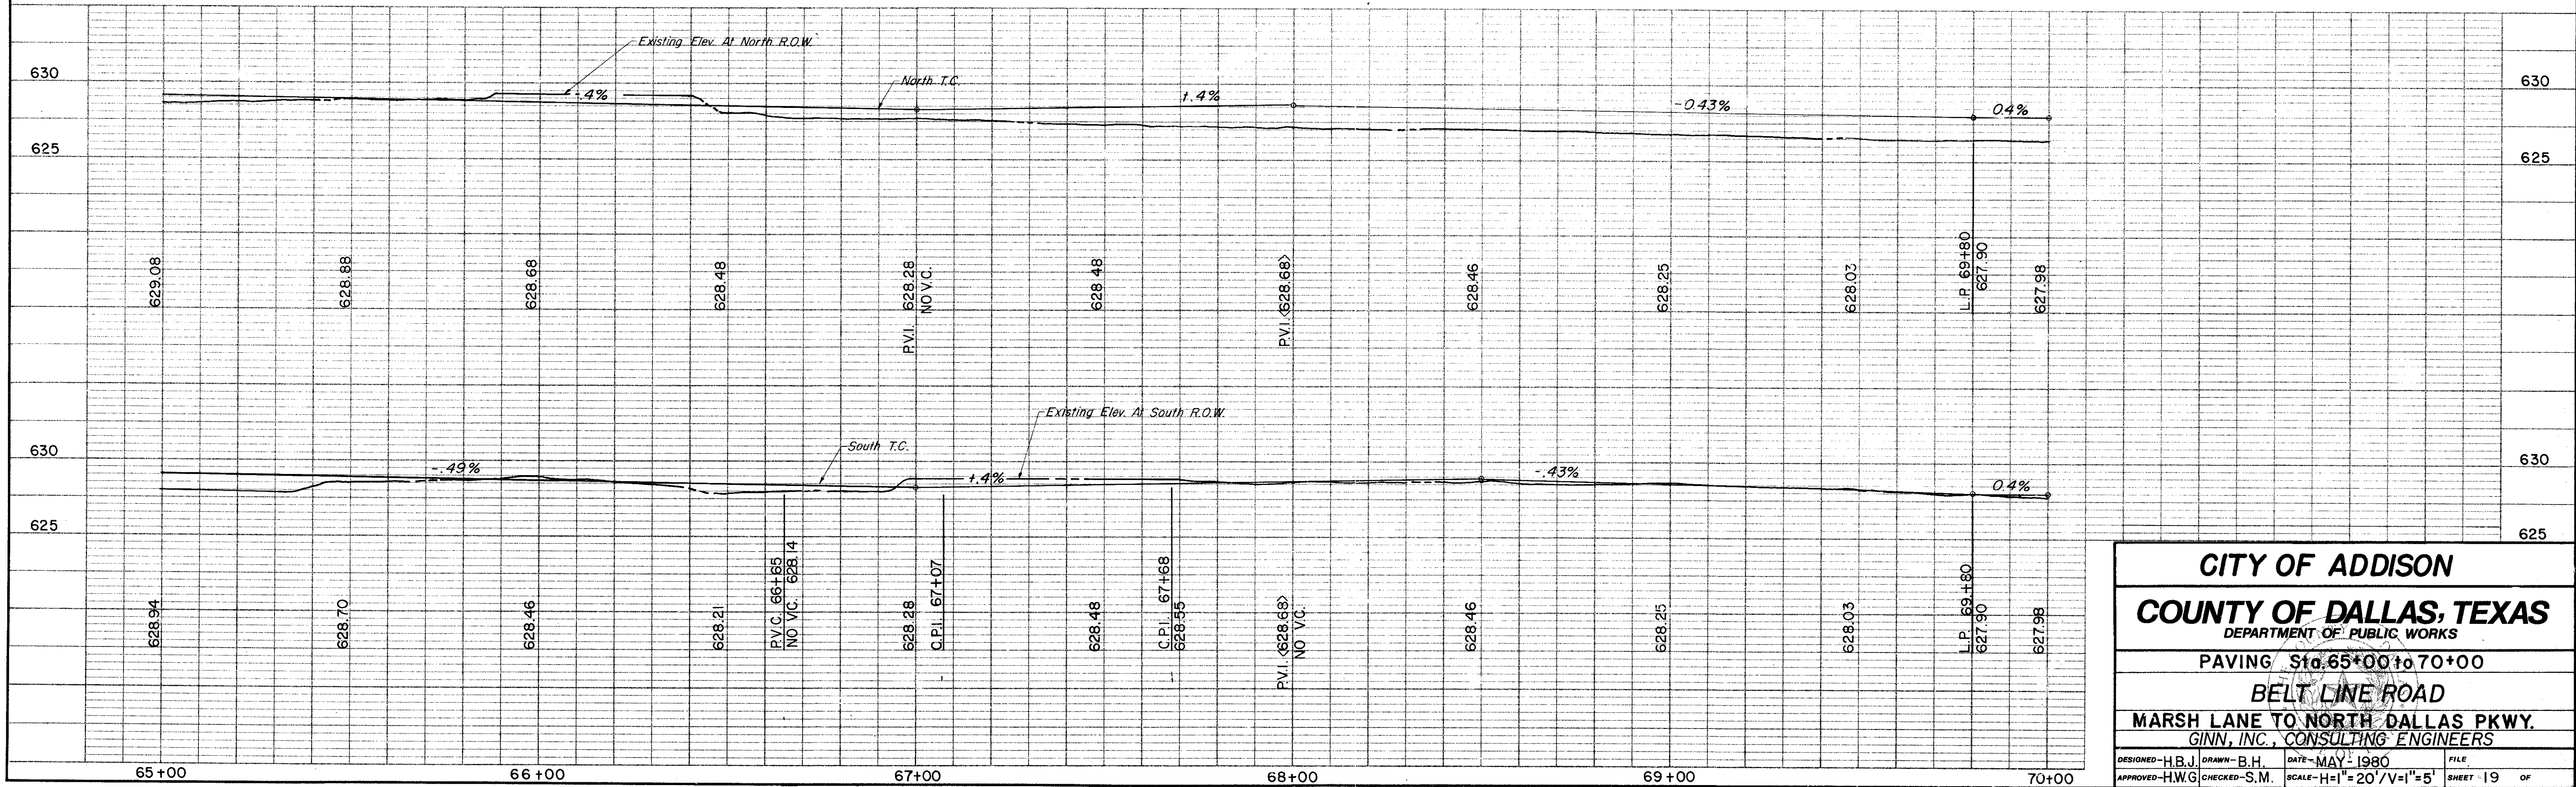 Existing Elev. At North R.O.W.
630
-.4%
North T.C.
+.4%
-0.43%
0.4%
630
625
625
629.08
628.88
628.68
628.48
P.V.I. 628.28
NO V.C.
628.48
P.V.I.<628.68>
628.46
628.25
628.03
L.P. 69+80
627.90
627.98
Existing Elev. At South R.O.W.
South T.C.
630
-.49%
+.4%
-.43%
0.4%
630
625
625
628.94
628.70
628.46
628.21
P.V.C. 66+65
NO V.C. 628.14
628.28
C.P.I. 67+07
628.48
C.P.I. 67+68
628.55
P.V.I.<628.68>
NO V.C.
628.46
628.25
628.03
L.P. 69+80
627.90
627.98
65+00 66+00 67+00 68+00 69+00 70+00
CITY OF ADDISON
COUNTY OF DALLAS, TEXAS
DEPARTMENT OF PUBLIC WORKS
PAVING Sta. 65+00 to 70+00
BELT LINE ROAD
MARSH LANE TO NORTH DALLAS PKWY.
GINN, INC., CONSULTING ENGINEERS
DESIGNED-H.B.J. DRAWN-B.H. DATE-MAY-1980 FILE
APPROVED-H.W.G. CHECKED-S.M. SCALE-H=1"=20'/V=1"=5' SHEET 19 OF